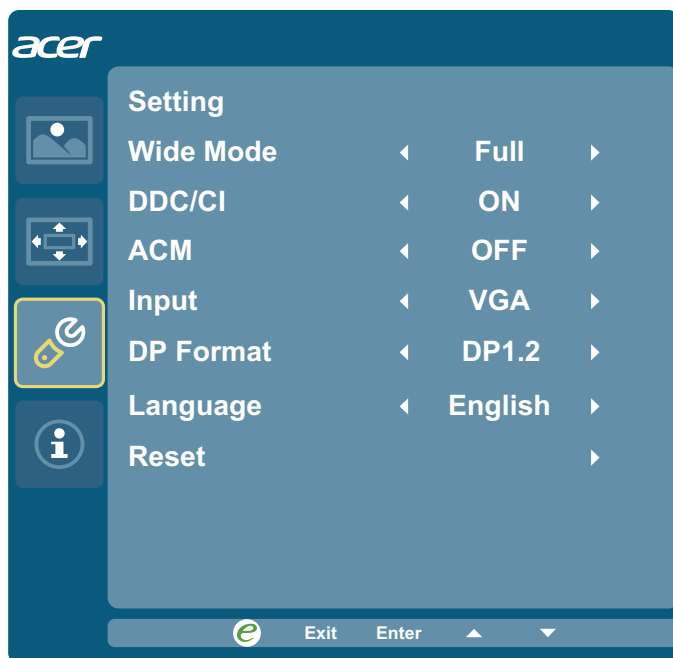 acer
Setting
Wide Mode Full
DDC/CI ON
ACM OFF
Input VGA
DP Format DP1.2
Language English
Reset
e Exit Enter